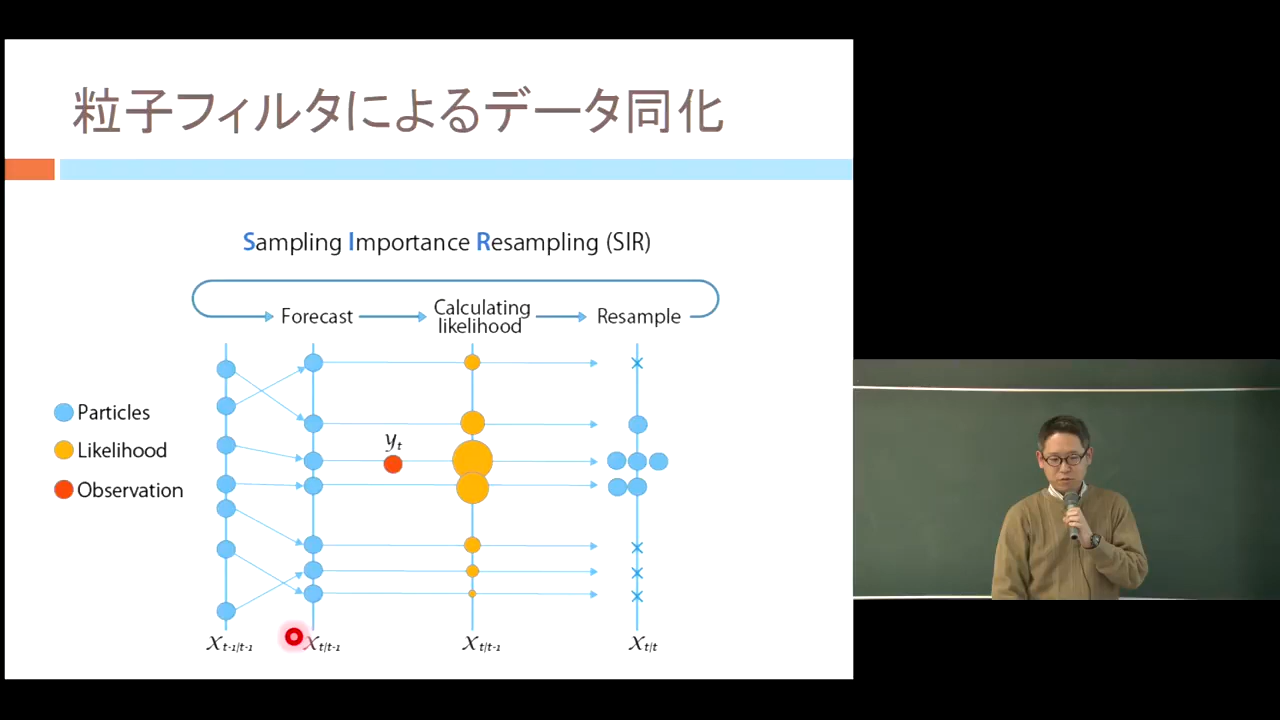 粒子フィルタによるデータ同化
Sampling Importance Resampling (SIR)
Forecast
Calculating
likelihood
Resample
Particles
Likelihood
Observation
yt
Xt-1|t-1
Xt|t-1
Xt|t-1
Xt|t